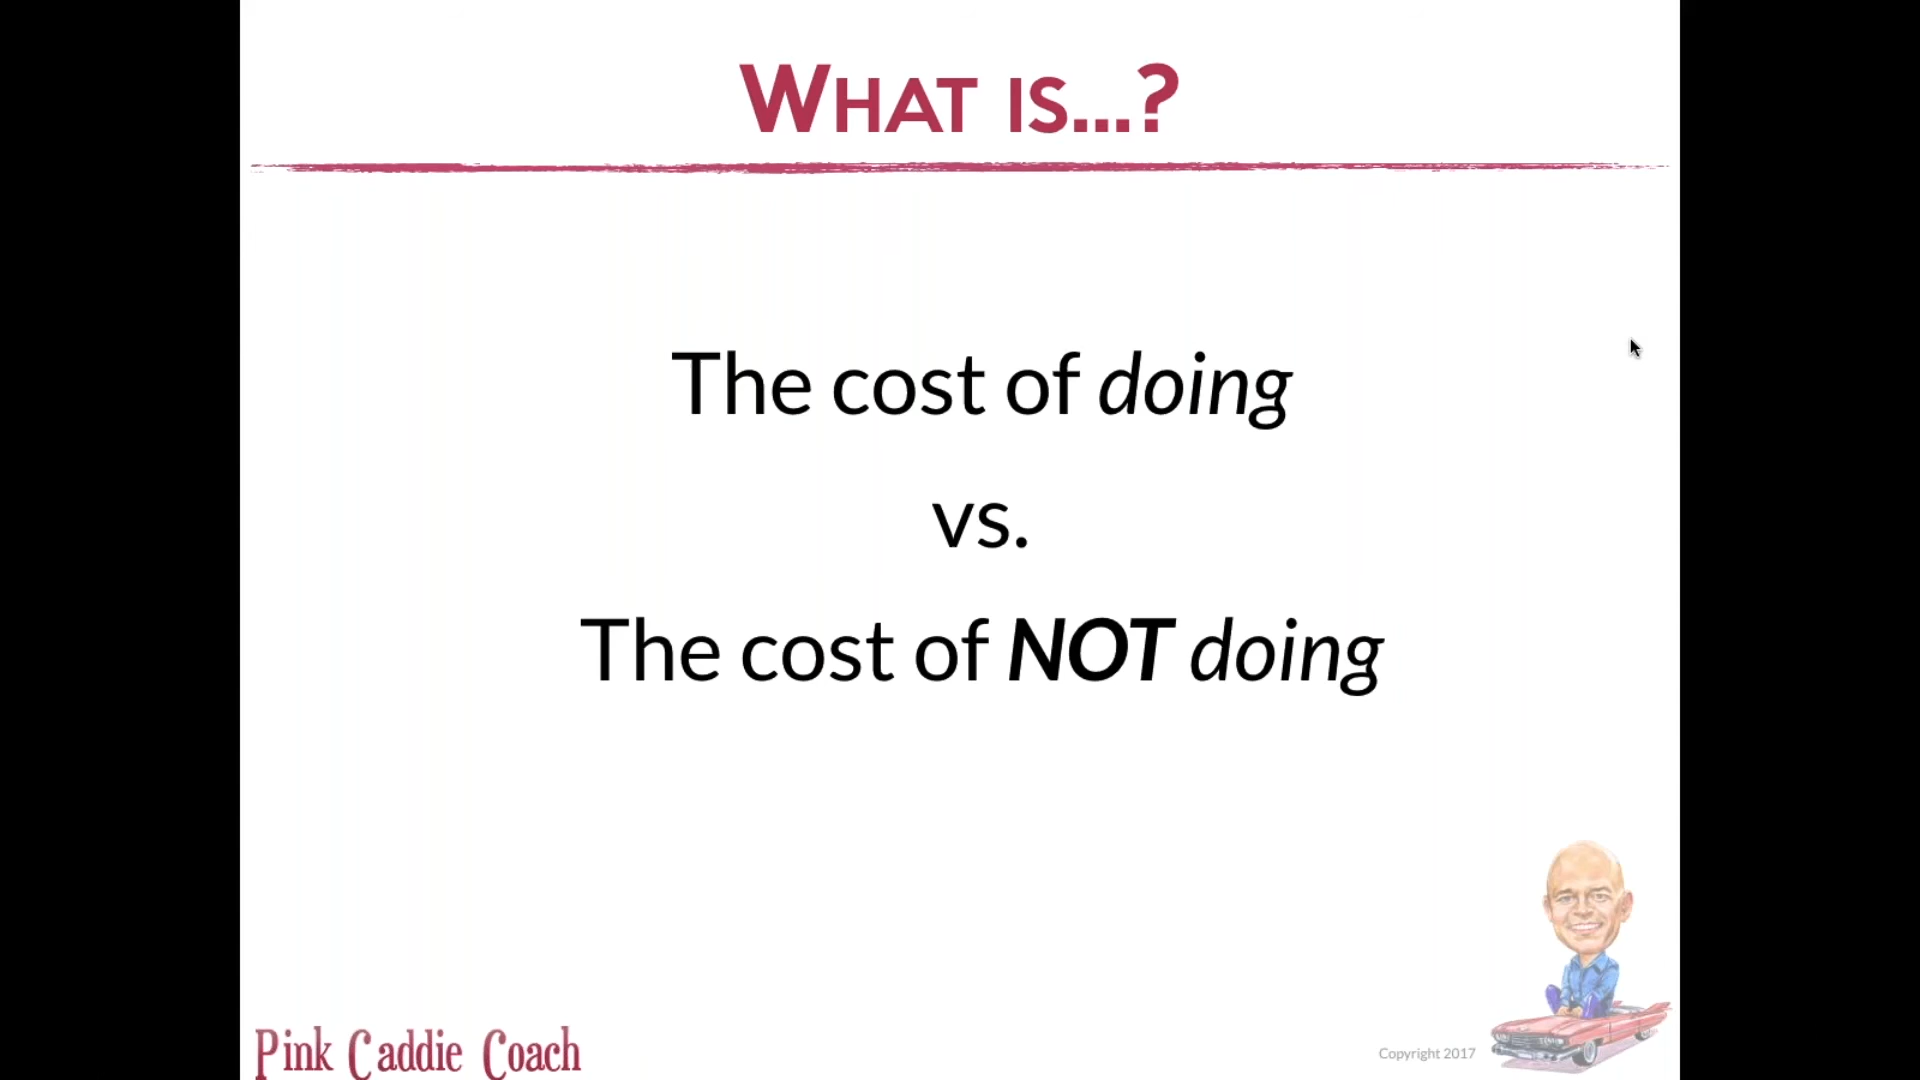 WHAT IS...?
The cost of doing
vs.
The cost of NOT doing
Pink Caddie Coach
Copyright 2017